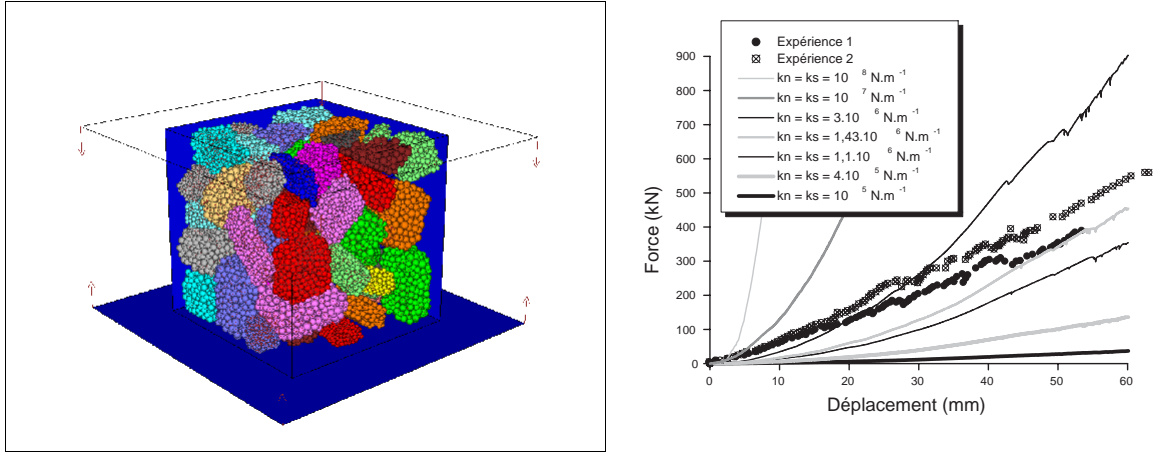 Expérience 1
Expérience 2
kn = ks = 10 8 N.m -1
kn = ks = 10 7 N.m -1
kn = ks = 3.10 6 N.m -1
kn = ks = 1,43.10 6 N.m -1
kn = ks = 1,1.10 6 N.m -1
kn = ks = 4.10 5 N.m -1
kn = ks = 10 5 N.m -1
900
800
700
600
500
400
300
200
100
0
Force (kN)
0 10 20 30 40 50 60
Déplacement (mm)